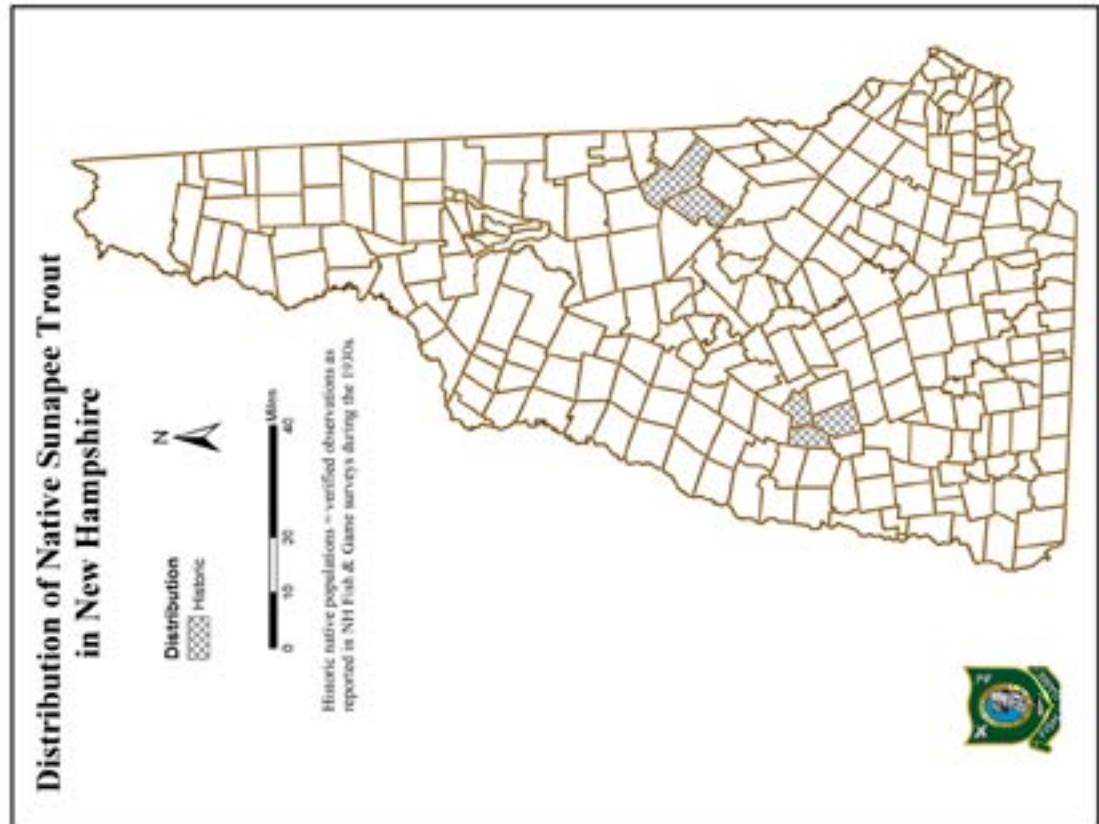 Distribution of Native Sunapee Trout
in New Hampshire
N
Distribution
Historic
0 10 20 40 Miles
Historic native populations = verified observations as
reported in NH Fish & Game surveys during the 1930s.